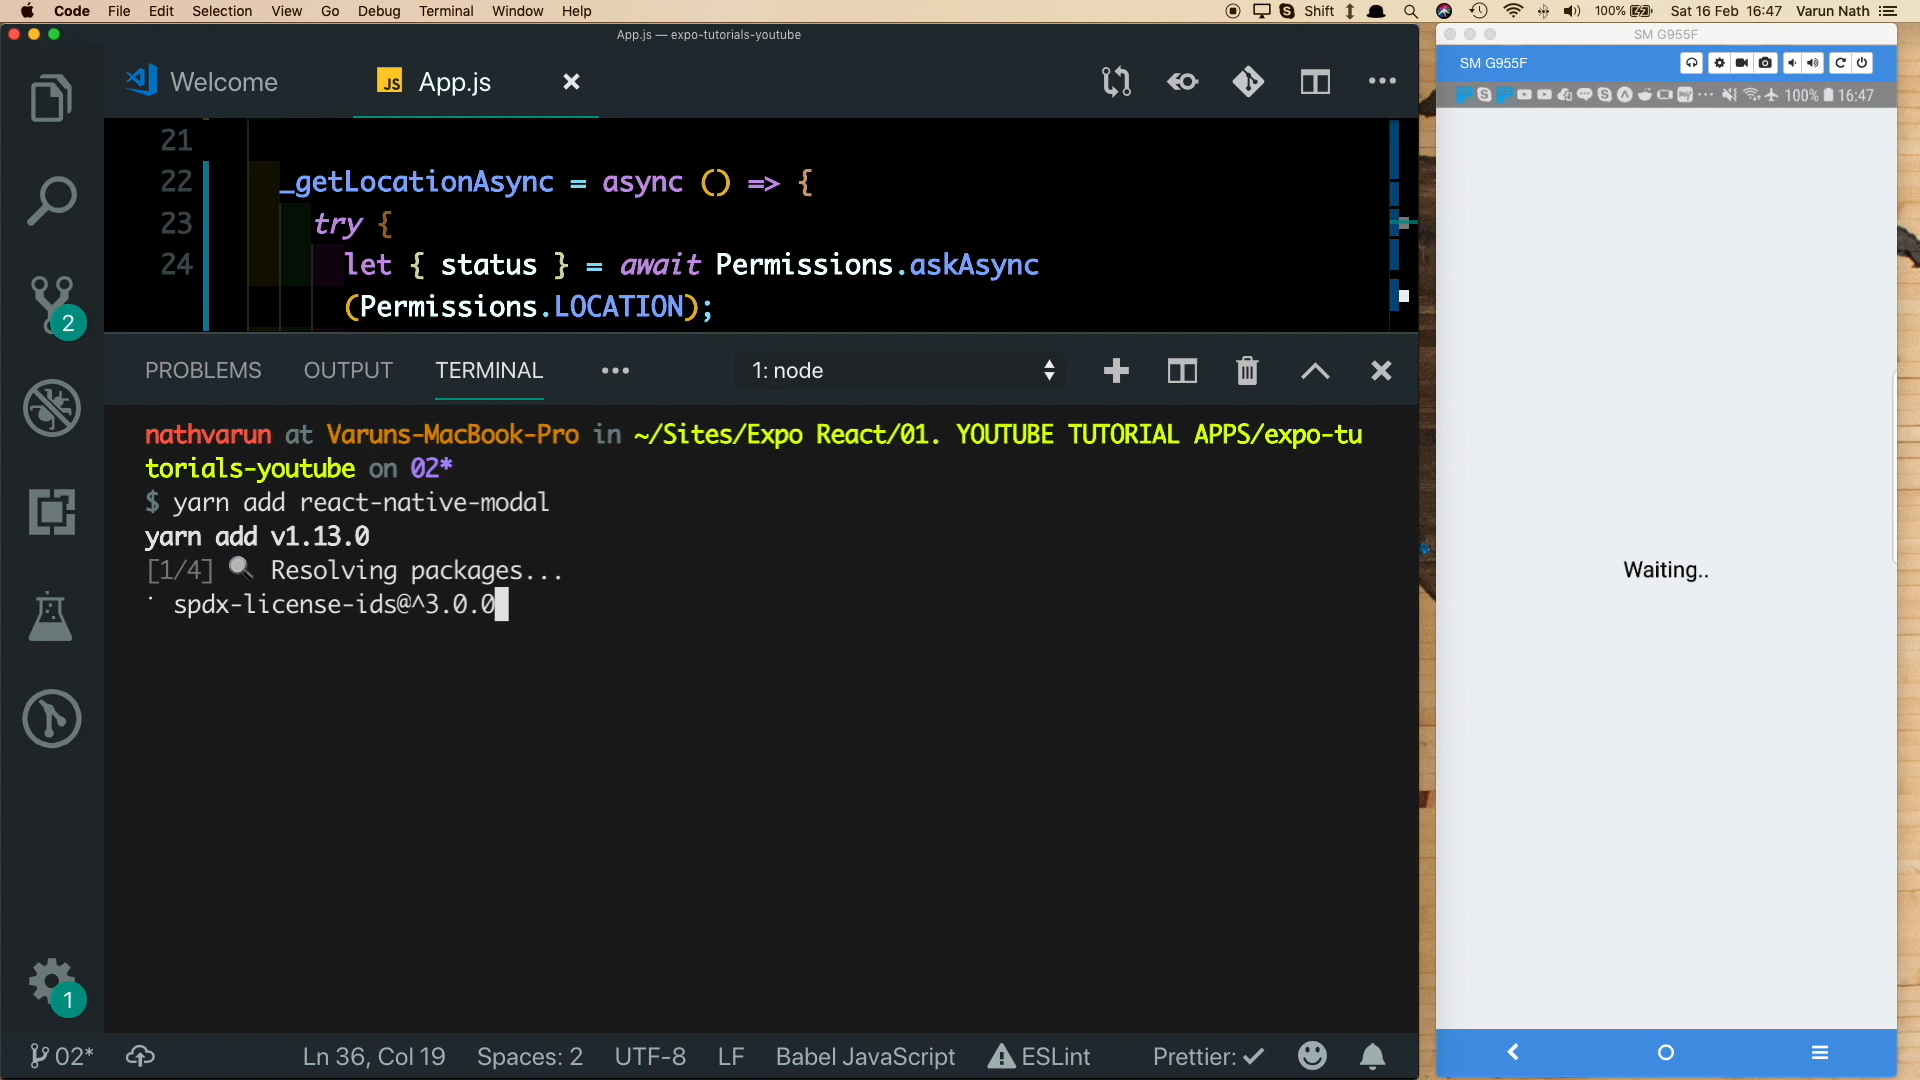 Code File Edit Selection View Go Debug Terminal Window Help
Shift 100% Sat 16 Feb 16:47 Varun Nath
App.js — expo-tutorials-youtube
Welcome
JS App.js
21
22 _getLocationAsync = async () => {
23 try {
24 let { status } = await Permissions.askAsync
(Permissions.LOCATION);
2
PROBLEMS OUTPUT TERMINAL 1: node
nathvarun at Varuns-MacBook-Pro in ~/Sites/Expo React/01. YOUTUBE TUTORIAL APPS/expo-tu
torials-youtube on 02*
$ yarn add react-native-modal
yarn add v1.13.0
[1/4] 🔍 Resolving packages...
⠁ spdx-license-ids@^3.0.0
1
02* Ln 36, Col 19 Spaces: 2 UTF-8 LF Babel JavaScript ESLint Prettier: ✓
SM G955F
SM G955F
100% 16:47
Waiting..